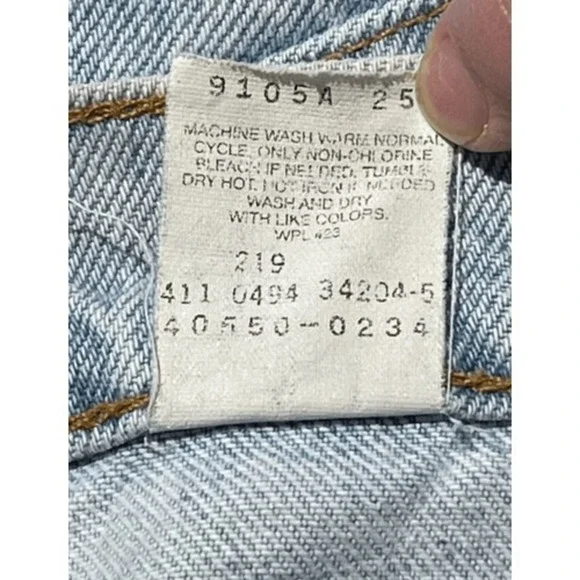 9105A 25
MACHINE WASH WARM NORMAL
CYCLE. ONLY NON-CHLORINE
BLEACH IF NEEDED. TUMBLE
DRY HOT. HOT IRON IF NEEDED
WASH AND DRY
WITH LIKE COLORS.
WPL 423
219
411 0494 34204-5
40550-0234